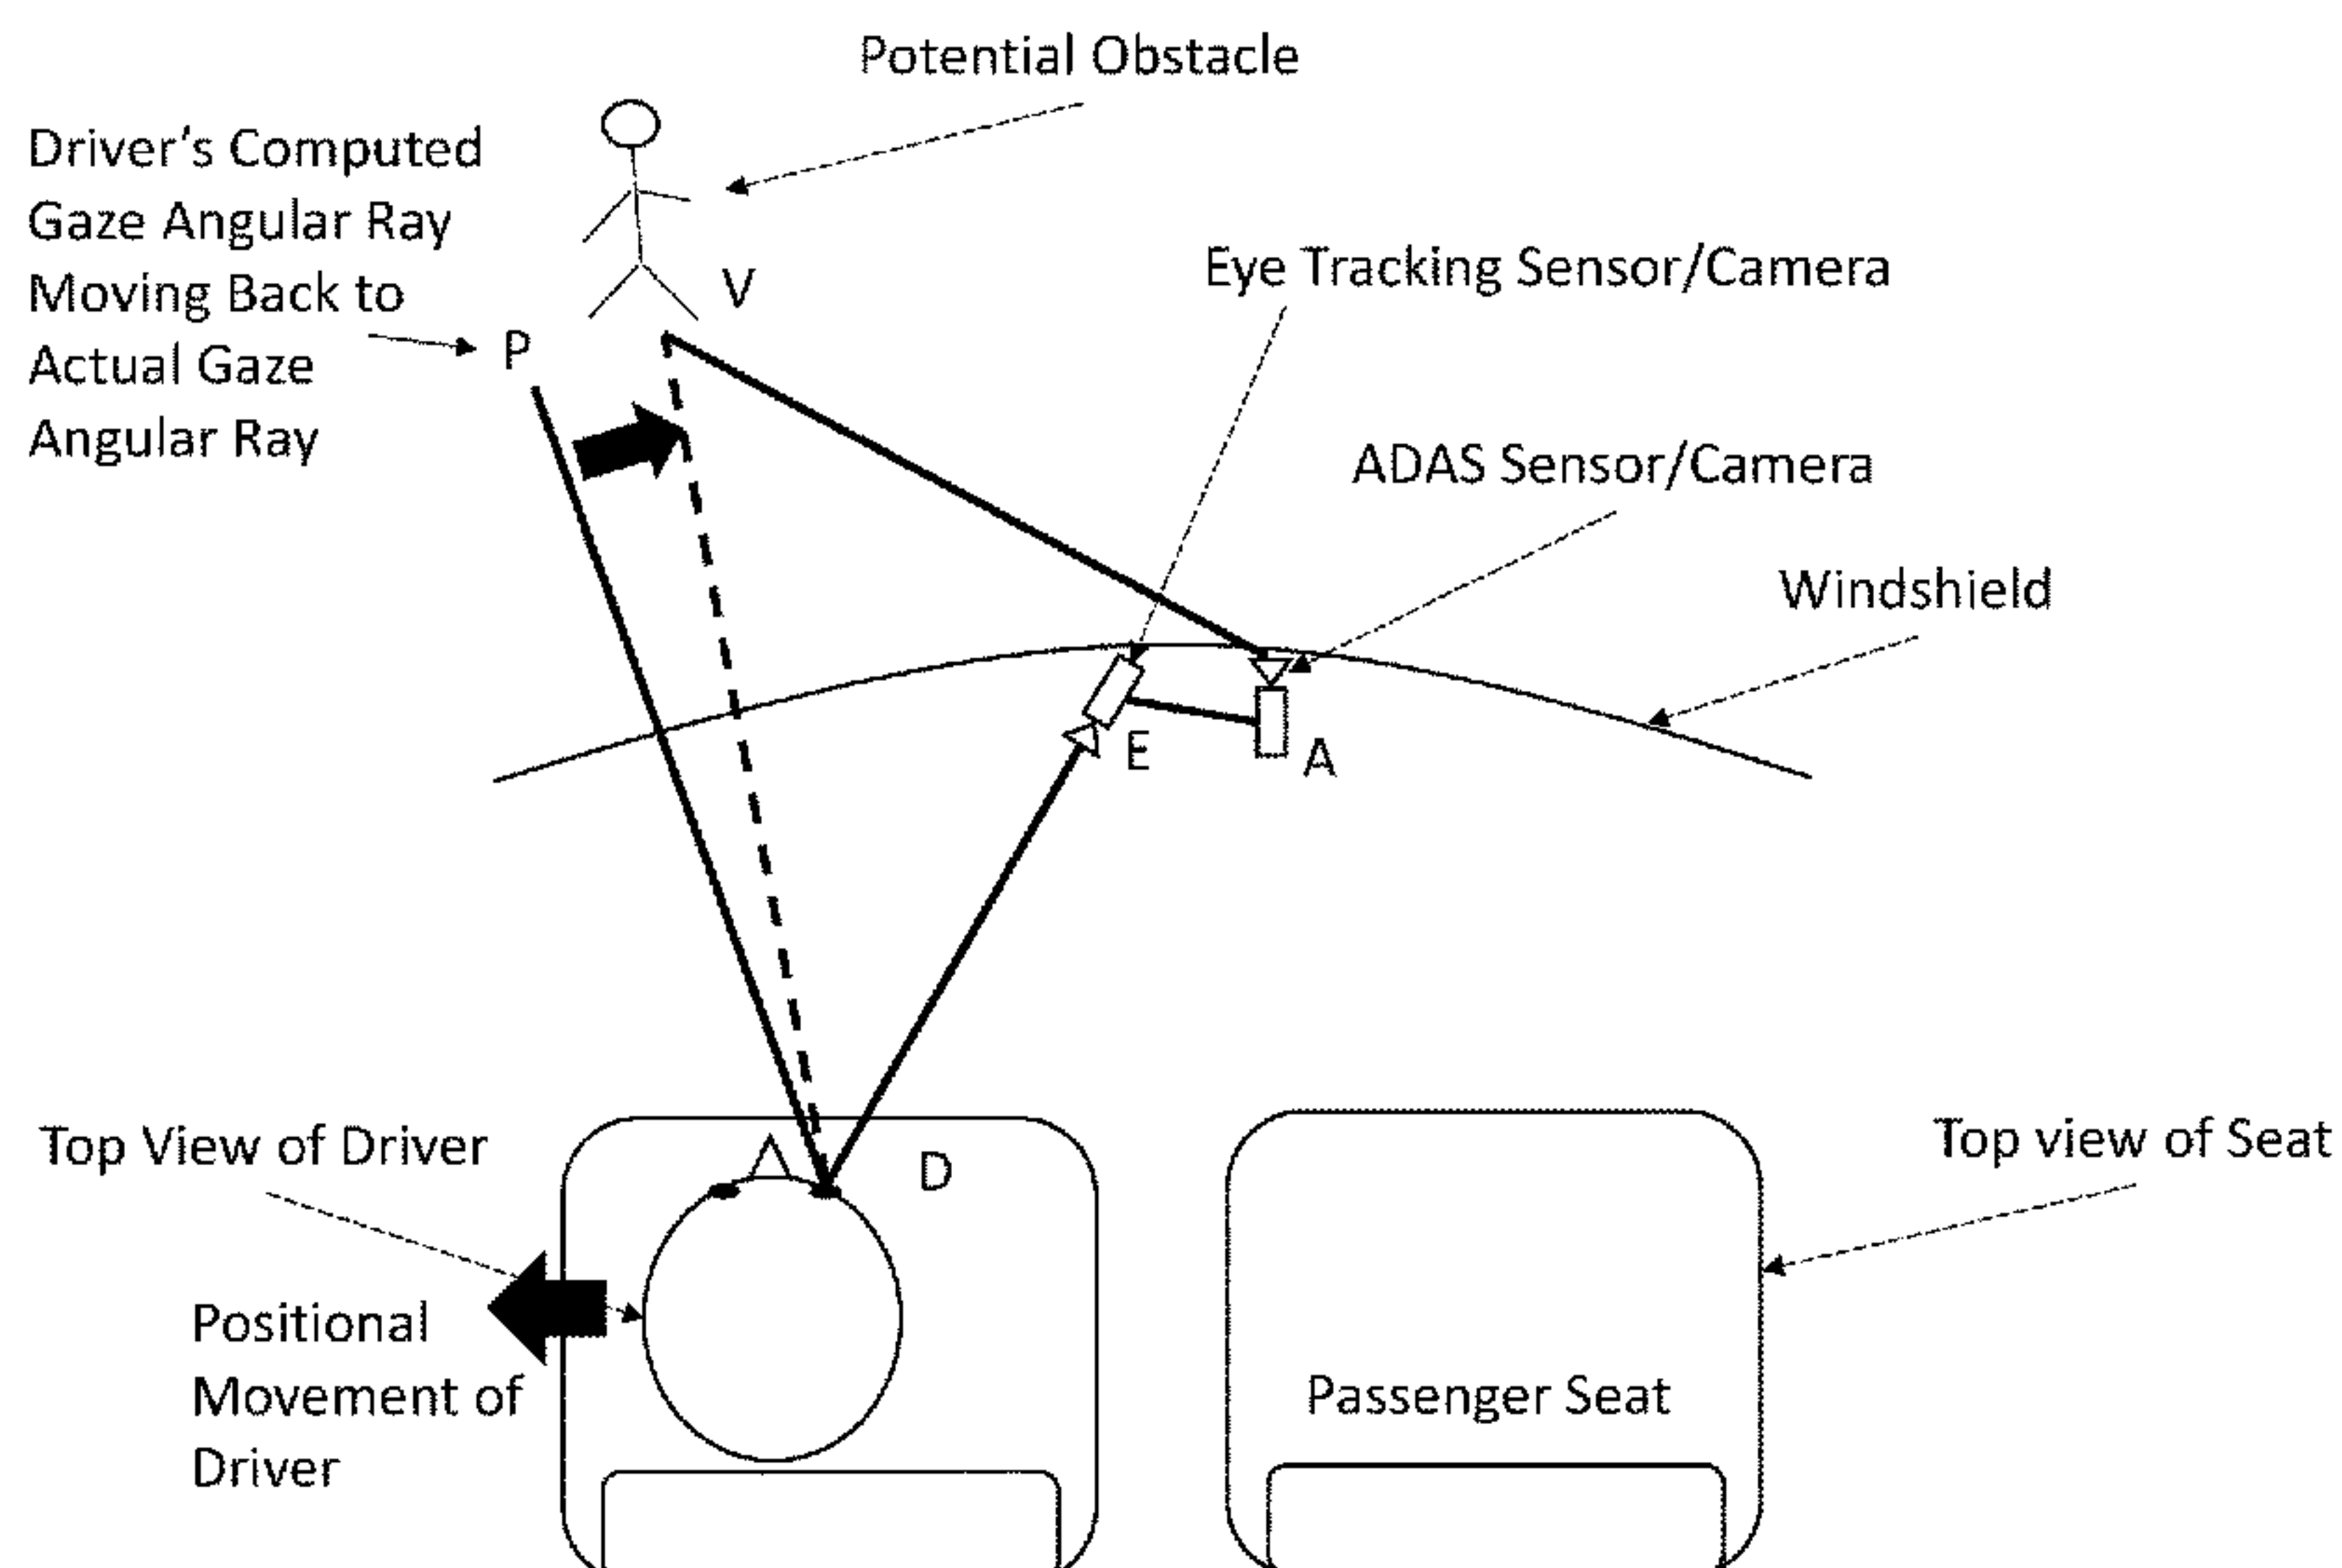 Potential Obstacle
Driver's Computed
Gaze Angular Ray
Moving Back to
Actual Gaze
Angular Ray
V
P
Eye Tracking Sensor/Camera
ADAS Sensor/Camera
Windshield
E
A
Top View of Driver
D
Top view of Seat
Positional
Movement of
Driver
Passenger Seat